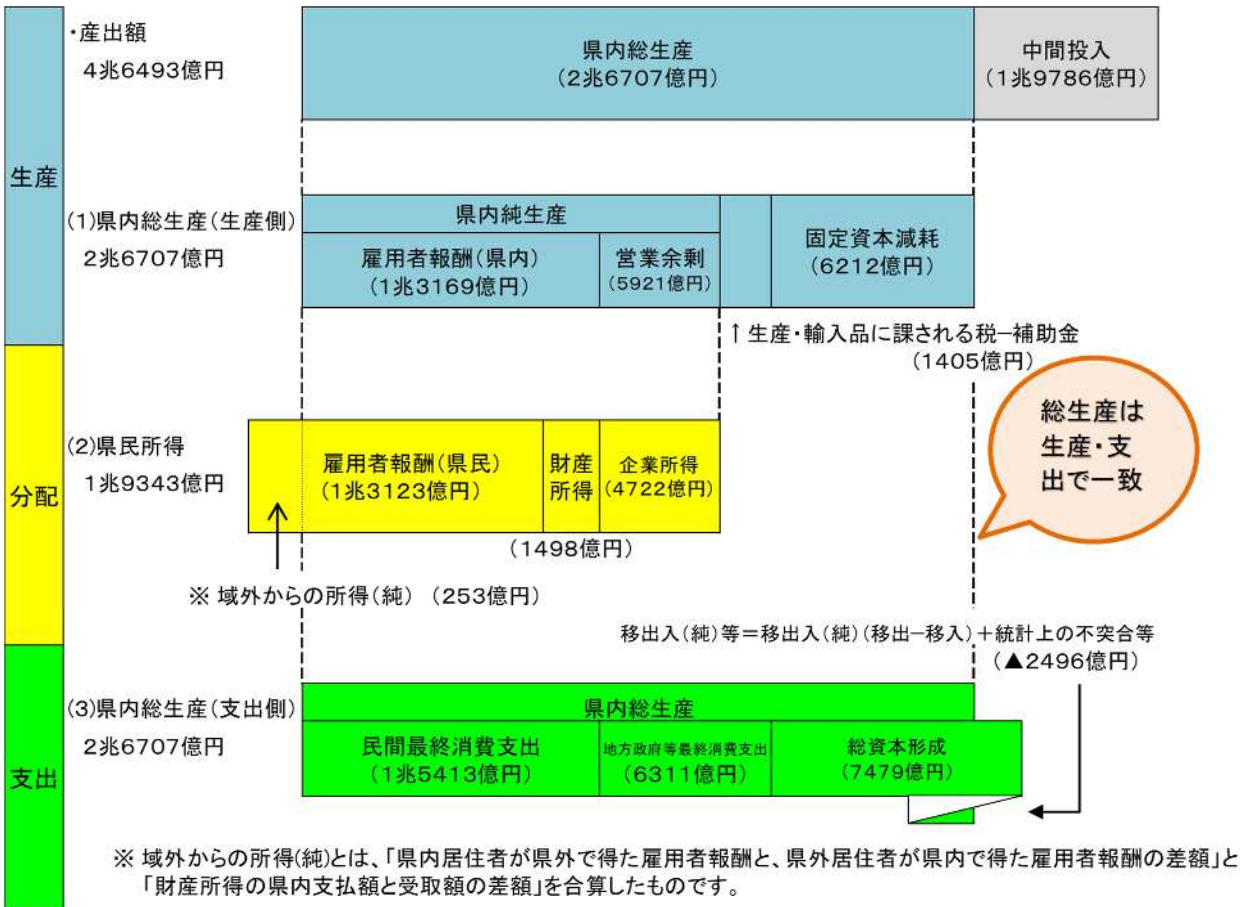 ・産出額
4兆6493億円
県内総生産
(2兆6707億円)
中間投入
(1兆9786億円)
生産
(1)県内総生産(生産側)
2兆6707億円
県内純生産
雇用者報酬(県内)
(1兆3169億円)
営業余剰
(5921億円)
固定資本減耗
(6212億円)
↑生産・輸入品に課される税−補助金
(1405億円)
総生産は
生産・支
出で一致
分配
(2)県民所得
1兆9343億円
雇用者報酬(県民)
(1兆3123億円)
財産
所得
企業所得
(4722億円)
(1498億円)
※ 域外からの所得(純) (253億円)
移出入(純)等=移出入(純)(移出−移入)+統計上の不突合等
(▲2496億円)
支出
(3)県内総生産(支出側)
2兆6707億円
県内総生産
民間最終消費支出
(1兆5413億円)
地方政府等最終消費支出
(6311億円)
総資本形成
(7479億円)
※ 域外からの所得(純)とは、「県内居住者が県外で得た雇用者報酬と、県外居住者が県内で得た雇用者報酬の差額」と
「財産所得の県内支払額と受取額の差額」を合算したものです。